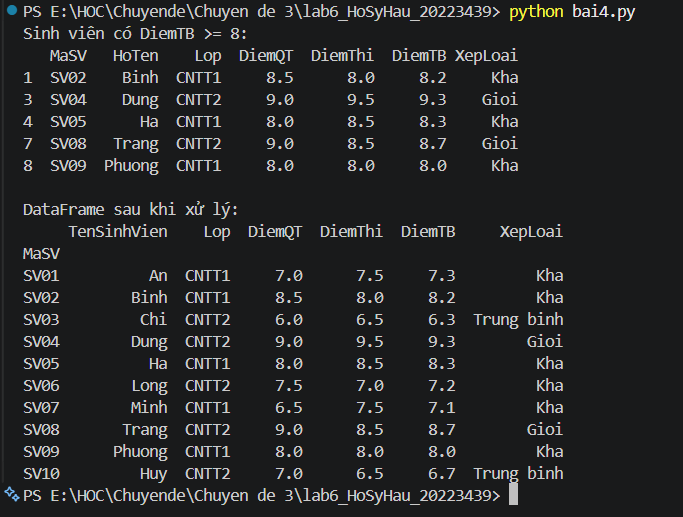 PS E:\HOC\Chuyende\Chuyen de 3\lab6_HoSyHau_20223439> python bai4.py
Sinh viên có DiemTB >= 8:
MaSV HoTen Lop DiemQT DiemThi DiemTB XepLoai
1 SV02 Binh CNTT1 8.5 8.0 8.2 Kha
3 SV04 Dung CNTT2 9.0 9.5 9.3 Gioi
4 SV05 Ha CNTT1 8.0 8.5 8.3 Kha
7 SV08 Trang CNTT2 9.0 8.5 8.7 Gioi
8 SV09 Phuong CNTT1 8.0 8.0 8.0 Kha
DataFrame sau khi xử lý:
TenSinhVien Lop DiemQT DiemThi DiemTB XepLoai
MaSV
SV01 An CNTT1 7.0 7.5 7.3 Kha
SV02 Binh CNTT1 8.5 8.0 8.2 Kha
SV03 Chi CNTT2 6.0 6.5 6.3 Trung binh
SV04 Dung CNTT2 9.0 9.5 9.3 Gioi
SV05 Ha CNTT1 8.0 8.5 8.3 Kha
SV06 Long CNTT2 7.5 7.0 7.2 Kha
SV07 Minh CNTT1 6.5 7.5 7.1 Kha
SV08 Trang CNTT2 9.0 8.5 8.7 Gioi
SV09 Phuong CNTT1 8.0 8.0 8.0 Kha
SV10 Huy CNTT2 7.0 6.5 6.7 Trung binh
PS E:\HOC\Chuyende\Chuyen de 3\lab6_HoSyHau_20223439>